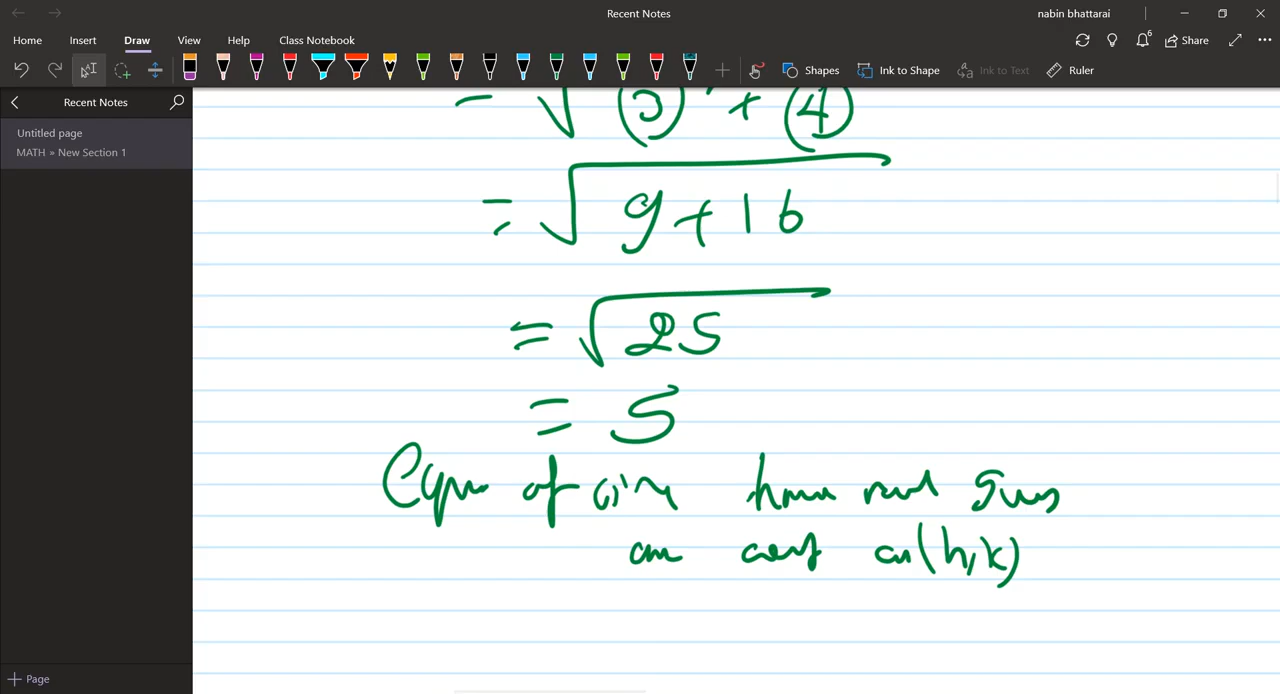 Recent Notes
nabin bhattarai
Home Insert Draw View Help Class Notebook
Share
Shapes Ink to Shape Ink to Text Ruler
Recent Notes
Untitled page
MATH » New Section 1
= √(3)² + (4)
= √9+16
= √25
= 5
of
(h,k)
Page